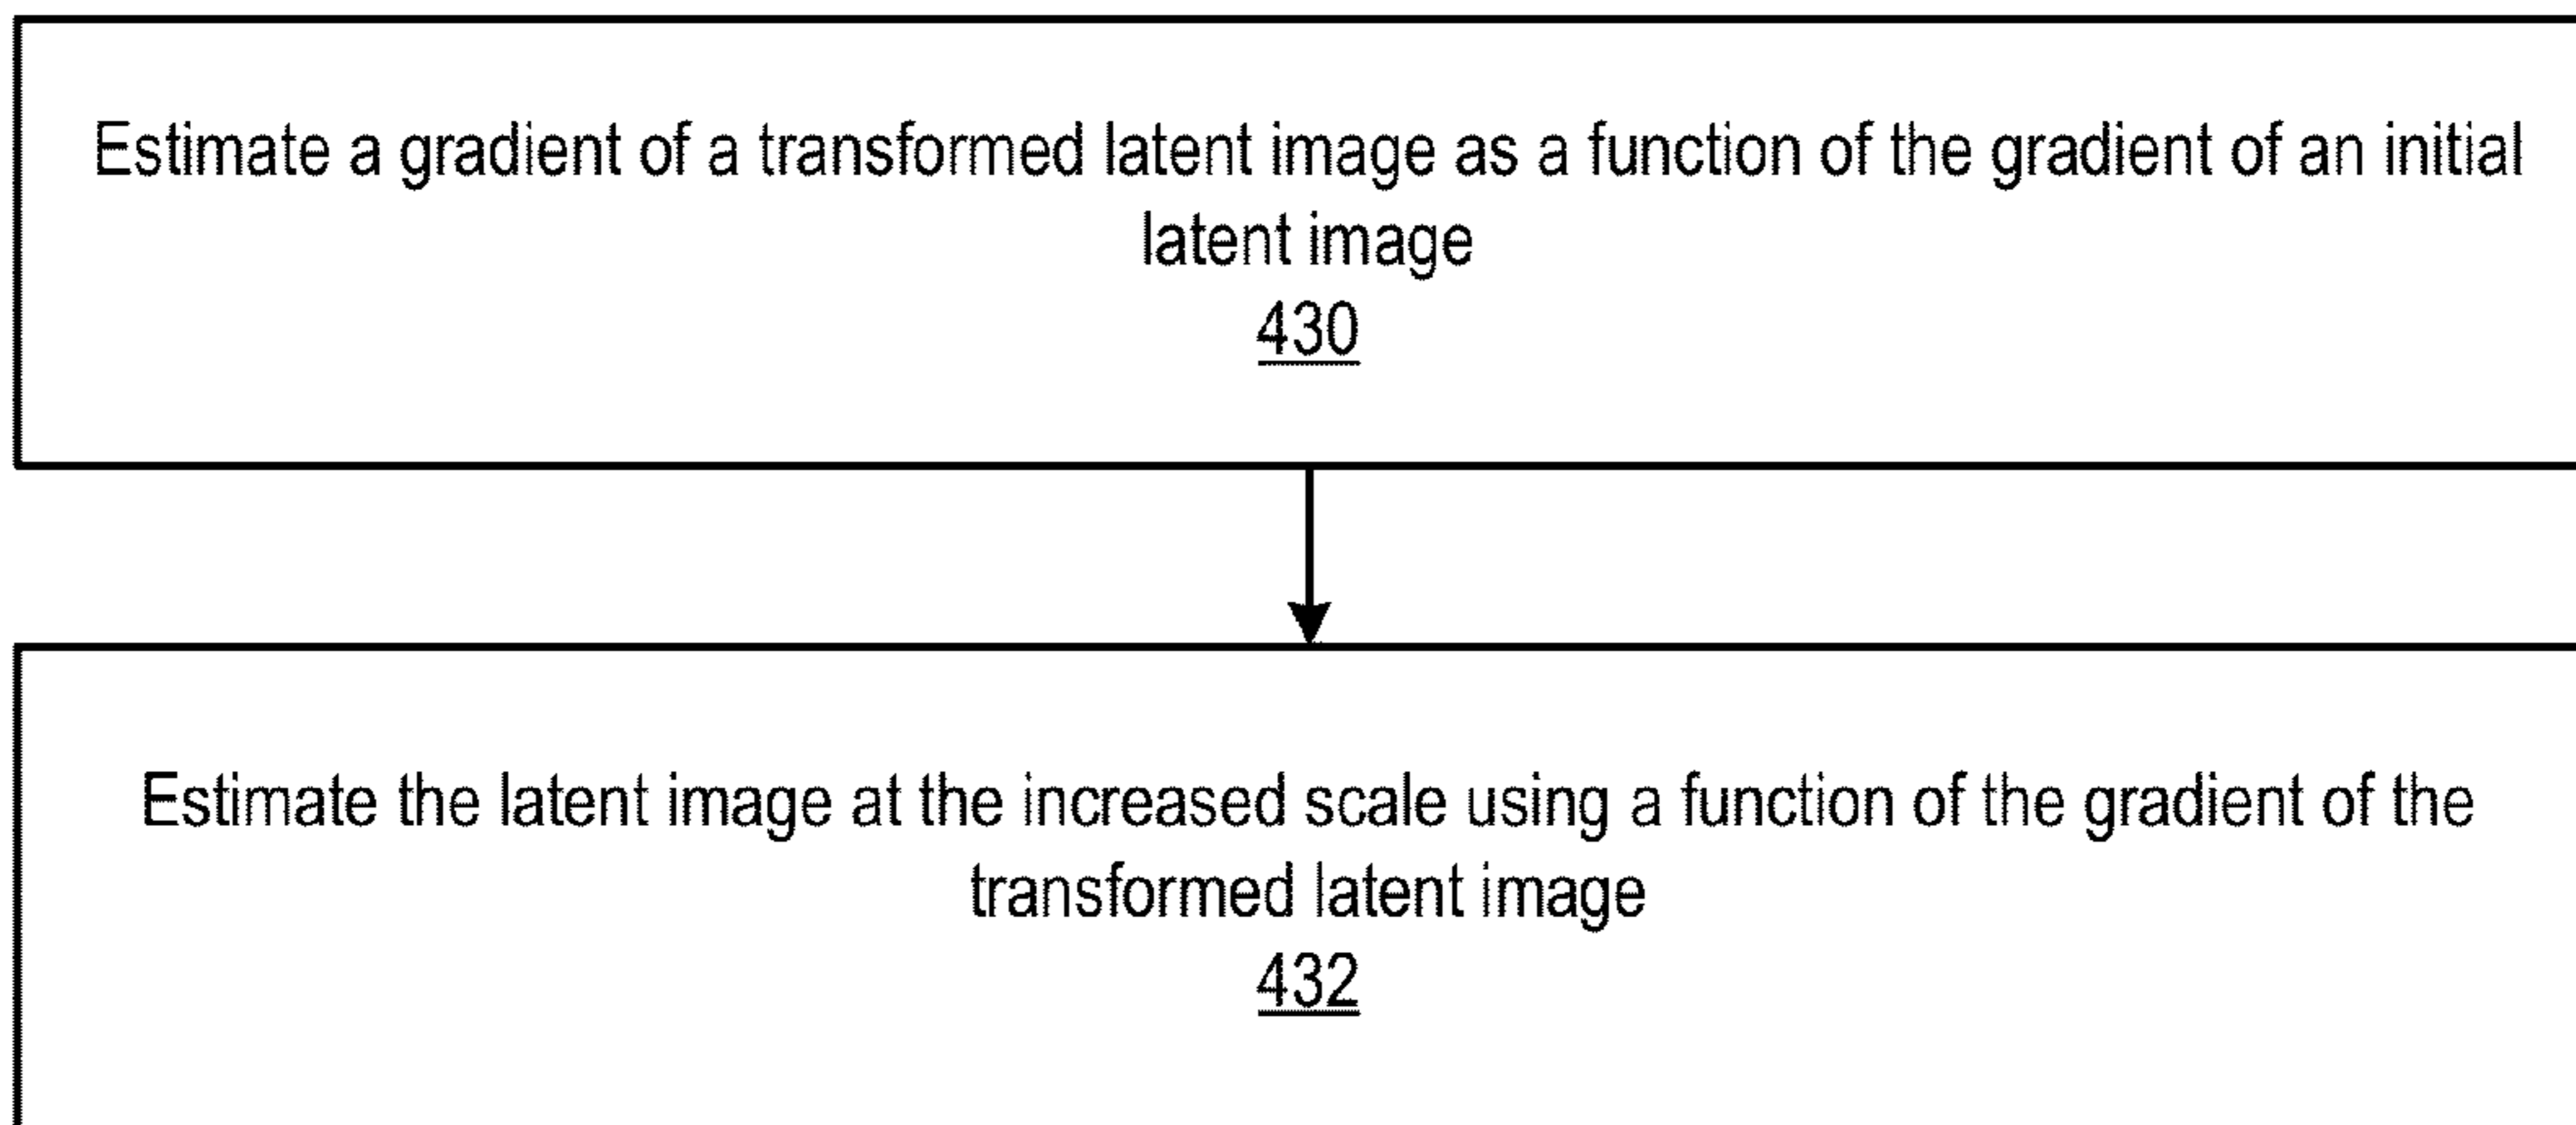 Estimate a gradient of a transformed latent image as a function of the gradient of an initial
latent image
430
Estimate the latent image at the increased scale using a function of the gradient of the
transformed latent image
432